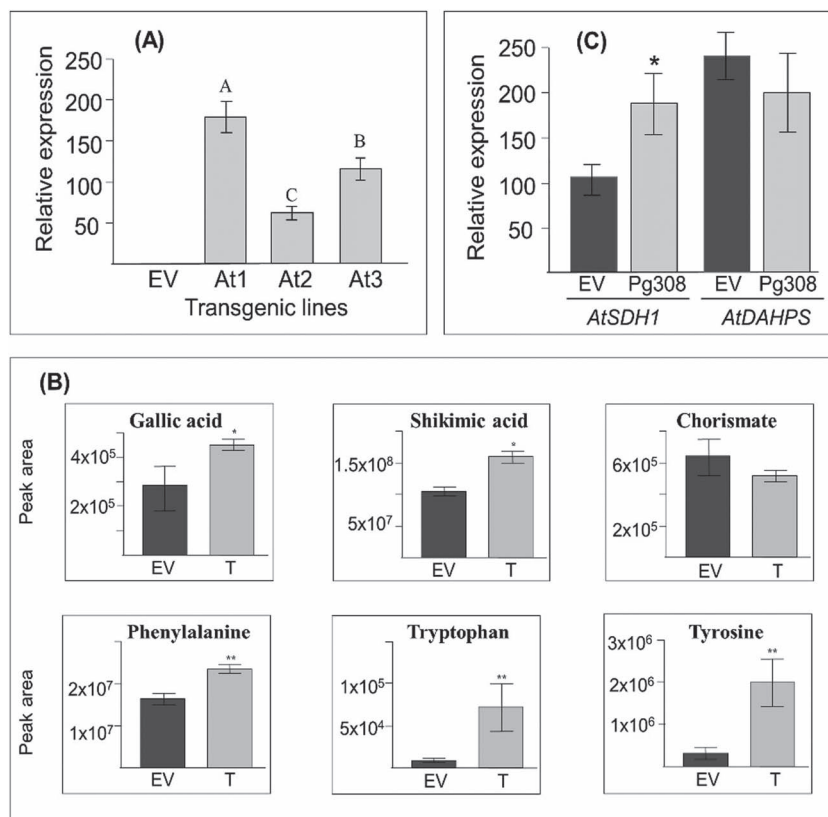 (A)
Relative expression
250
200
150
100
50
A
C
B
EV At1 At2 At3
Transgenic lines
(C)
Relative expression
250
200
150
100
50
*
EV Pg308 EV Pg308
AtSDH1 AtDAHPS
(B)
Peak area
Gallic acid
4x10⁵
2x10⁵
*
EV T
Shikimic acid
1.5x10⁸
5x10⁷
*
EV T
Chorismate
6x10⁵
2x10⁵
EV T
Peak area
Phenylalanine
2x10⁷
1x10⁷
**
EV T
Tryptophan
1x10⁵
5x10⁴
**
EV T
Tyrosine
3x10⁶
2x10⁶
1x10⁶
**
EV T